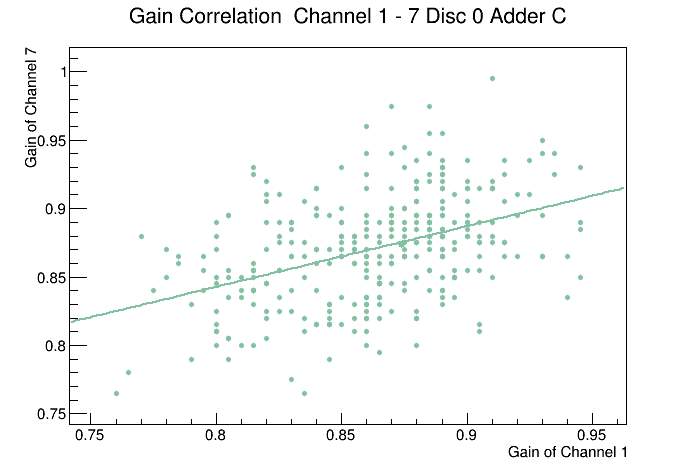 Gain Correlation  Channel 1 - 7 Disc 0 Adder C
Gain of Channel 7
1
0.95
0.9
0.85
0.8
0.75
0.75 0.8 0.85 0.9 0.95
Gain of Channel 1